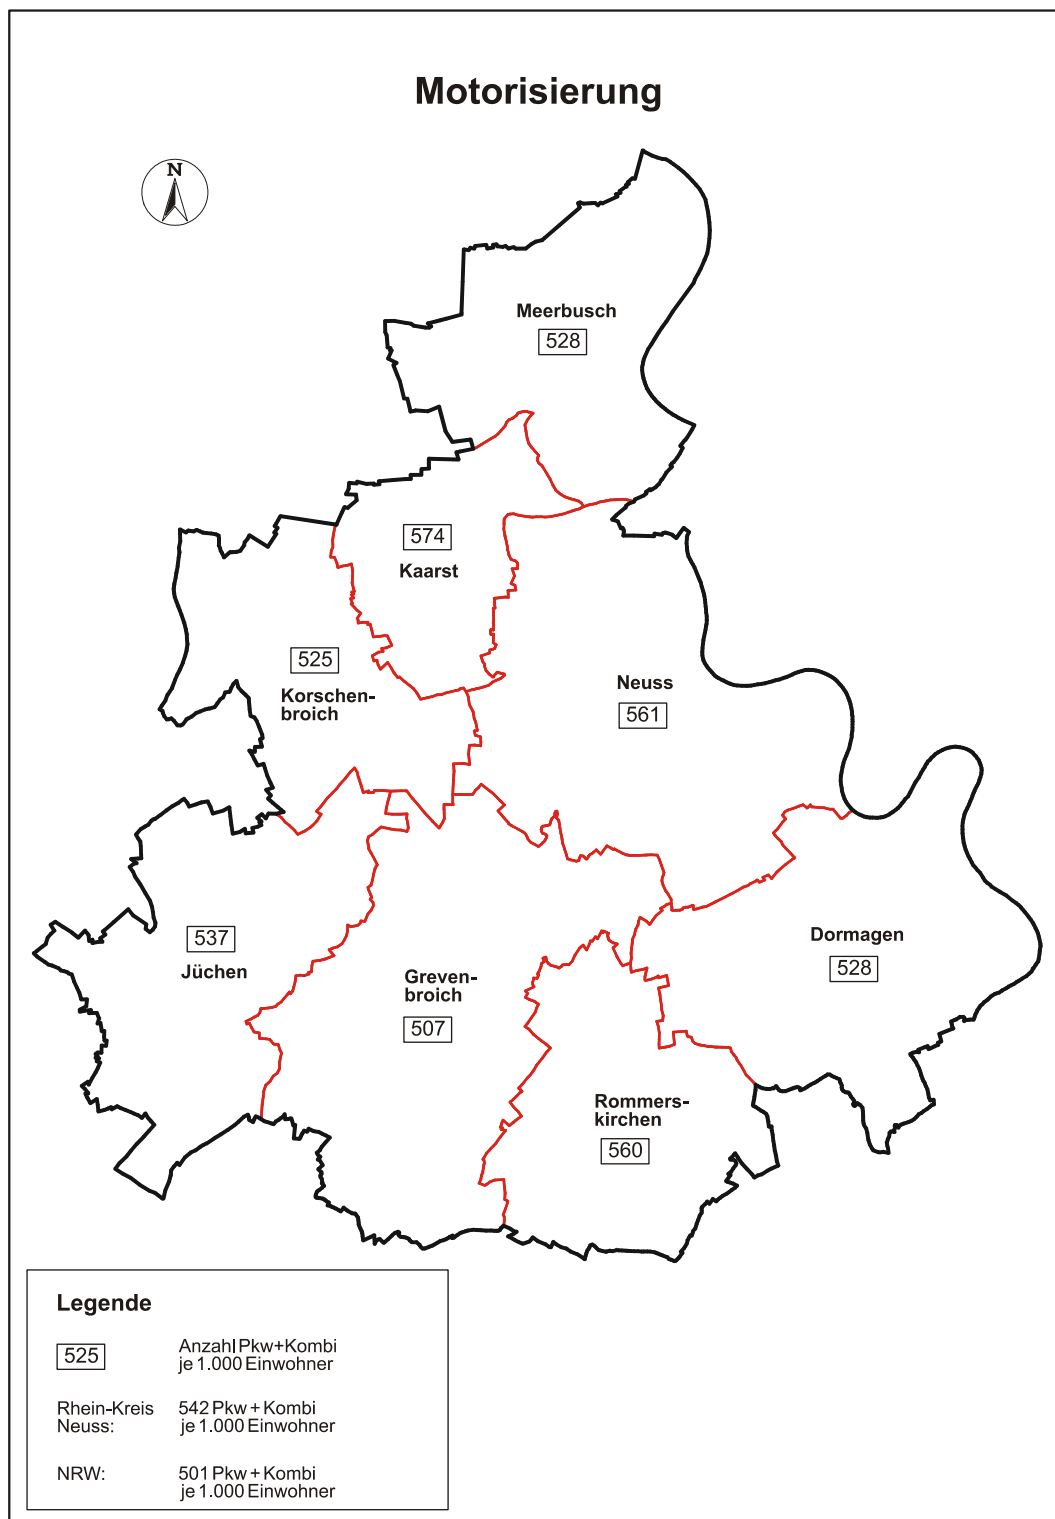 Motorisierung
N
Meerbusch
528
574
Kaarst
525
Korschen-
broich
Neuss
561
537
Jüchen
Greven-
broich
507
Dormagen
528
Rommers-
kirchen
560
Legende
525
Anzahl Pkw+Kombi
je 1.000 Einwohner
Rhein-Kreis
Neuss:
542 Pkw + Kombi
je 1.000 Einwohner
NRW:
501 Pkw + Kombi
je 1.000 Einwohner